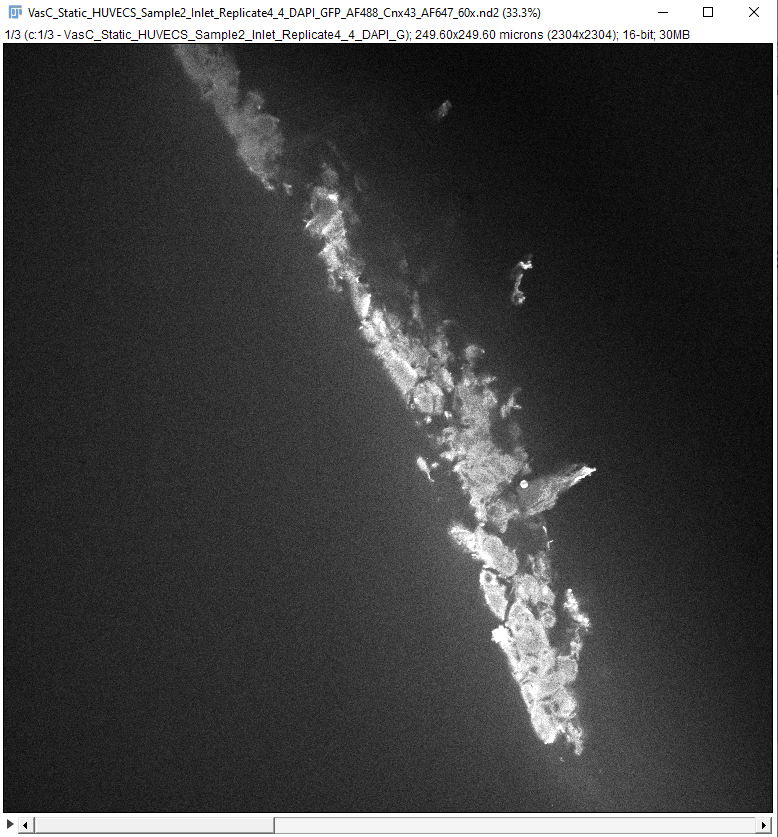 VasC_Static_HUVECS_Sample2_Inlet_Replicate4_4_DAPI_GFP_AF488_Cnx43_AF647_60x.nd2 (33.3%)
1/3 (c:1/3 - VasC_Static_HUVECS_Sample2_Inlet_Replicate4_4_DAPI_G); 249.60x249.60 microns (2304x2304); 16-bit; 30MB